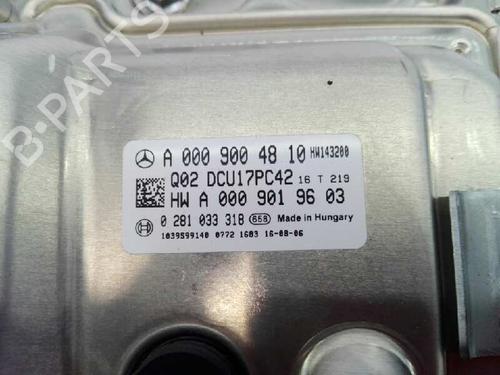 B-PARTS
A 000 900 48 10 HW143200
Q02 DCU17PC42 16 T 219
HW A 000 901 96 03
0 281 033 318 658 Made in Hungary
1039S99140 0772 1683 16-08-06